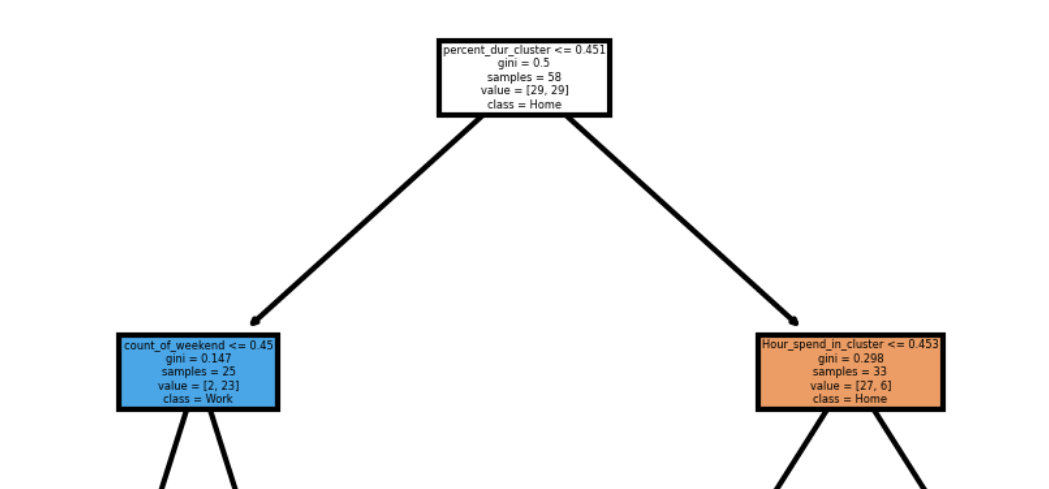 percent_dur_cluster <= 0.451
gini = 0.5
samples = 58
value = [29, 29]
class = Home
count_of_weekend <= 0.45
gini = 0.147
samples = 25
value = [2, 23]
class = Work
Hour_spend_in_cluster <= 0.453
gini = 0.298
samples = 33
value = [27, 6]
class = Home